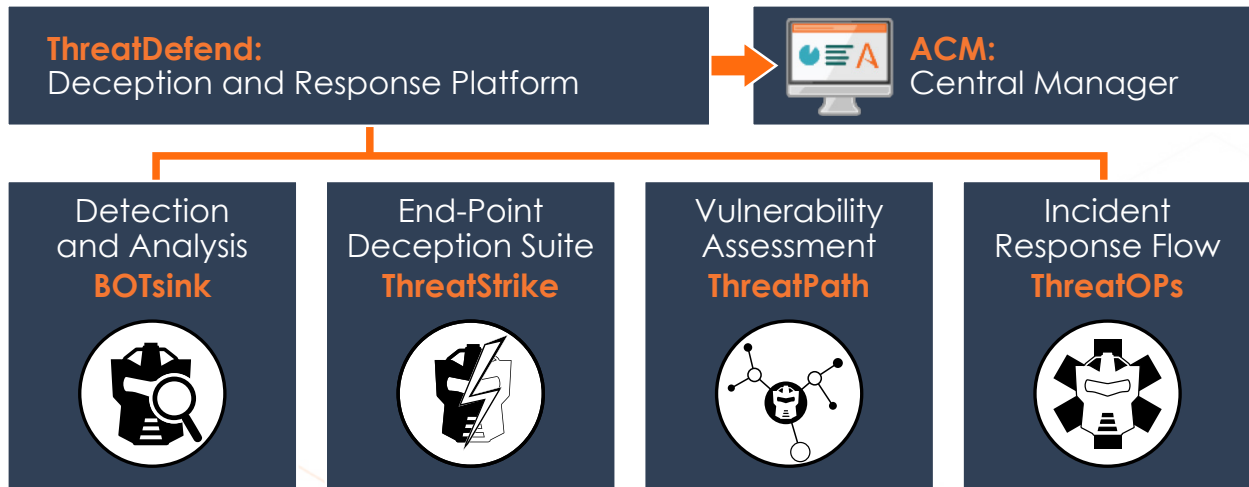 ThreatDefend:
Deception and Response Platform
ACM:
Central Manager
Detection
and Analysis
BOTsink
End-Point
Deception Suite
ThreatStrike
Vulnerability
Assessment
ThreatPath
Incident
Response Flow
ThreatOPs